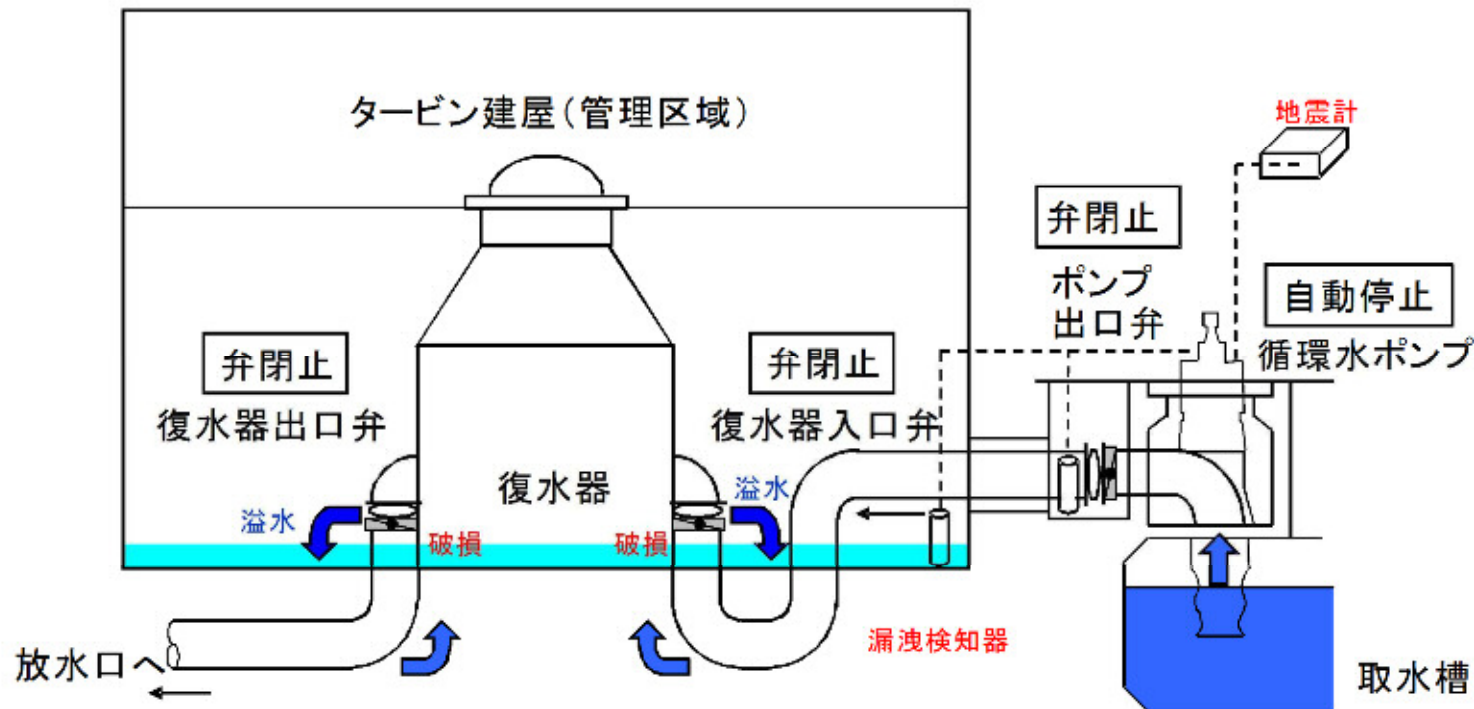 タービン建屋(管理区域)
地震計
弁閉止
ポンプ
出口弁
自動停止
循環水ポンプ
弁閉止
復水器出口弁
弁閉止
復水器入口弁
復水器
溢水
溢水
破損
破損
漏洩検知器
放水口へ
取水槽